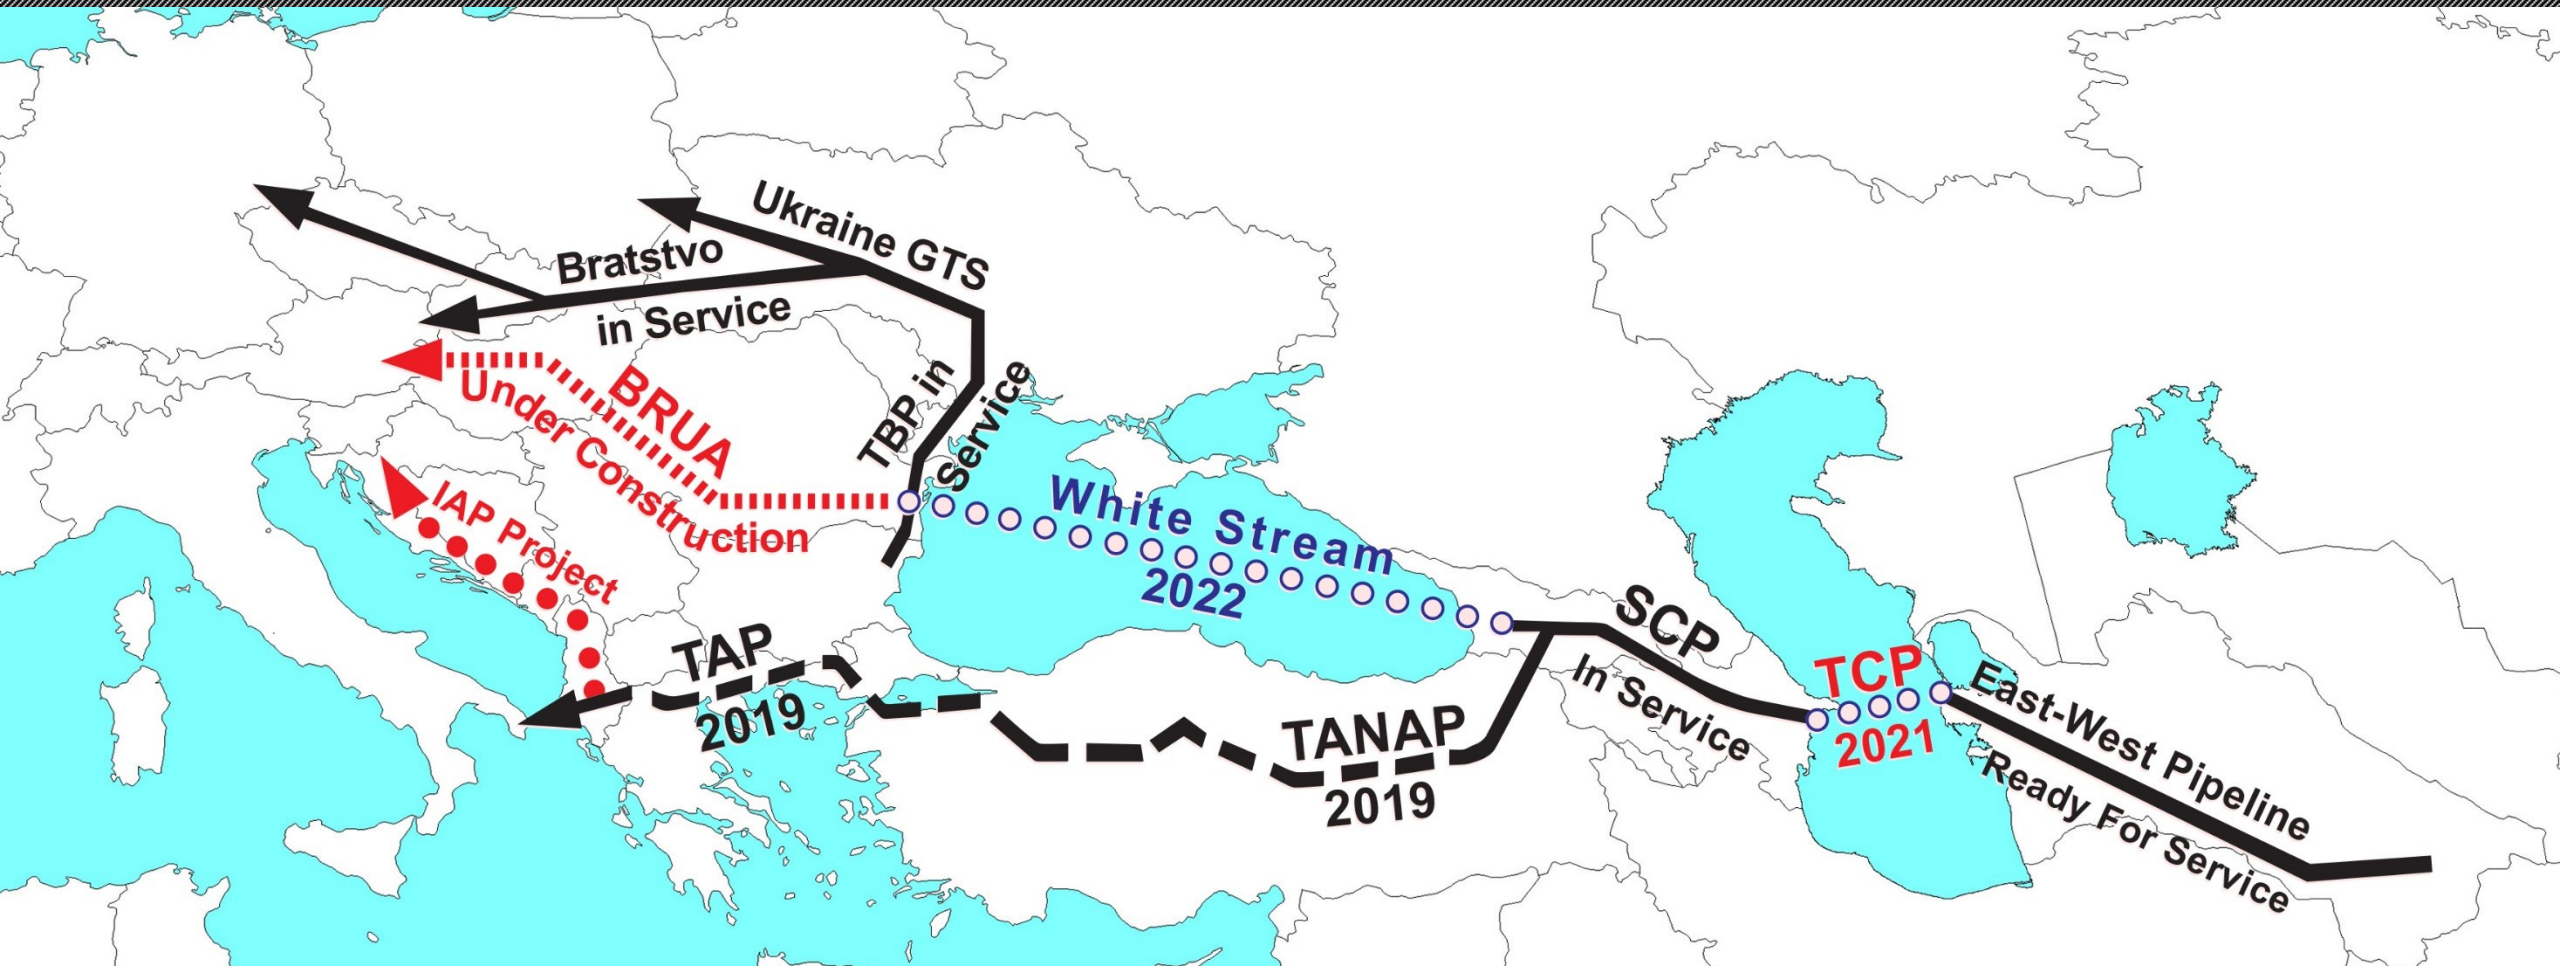 Ukraine GTS
Bratstvo
in Service
BRUA
Under Construction
TBP in
Service
IAP Project
White Stream
2022
TAP
2019
TANAP
2019
SCP
In Service
TCP
2021
East-West Pipeline
Ready For Service